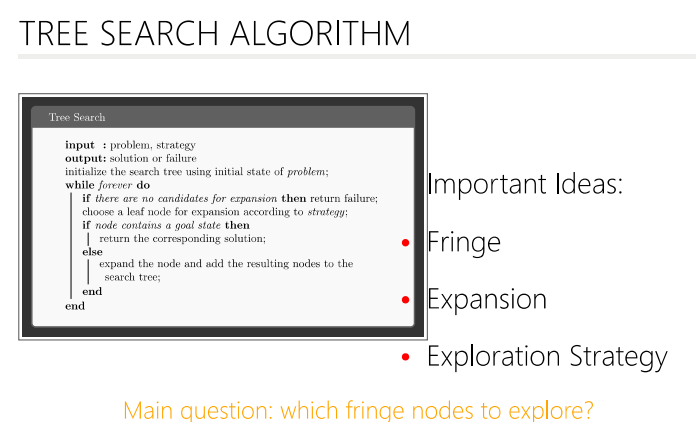 TREE SEARCH ALGORITHM
Tree Search
input : problem, strategy
output: solution or failure
initialize the search tree using initial state of problem;
while forever do
if there are no candidates for expansion then return failure;
choose a leaf node for expansion according to strategy;
if node contains a goal state then
return the corresponding solution;
else
expand the node and add the resulting nodes to the
search tree;
end
end
Important Ideas:
• Fringe
• Expansion
• Exploration Strategy
Main question: which fringe nodes to explore?